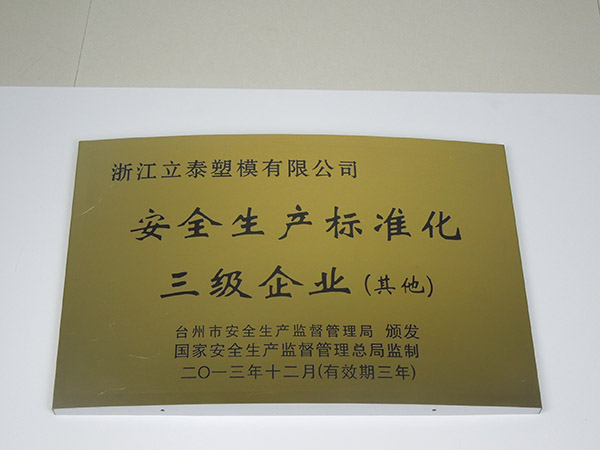 浙江立泰塑模有限公司
安全生产标准化
三级企业(其他)
台州市安全生产监督管理局 颁发
国家安全生产监督管理总局监制
二〇一三年十二月(有效期三年)